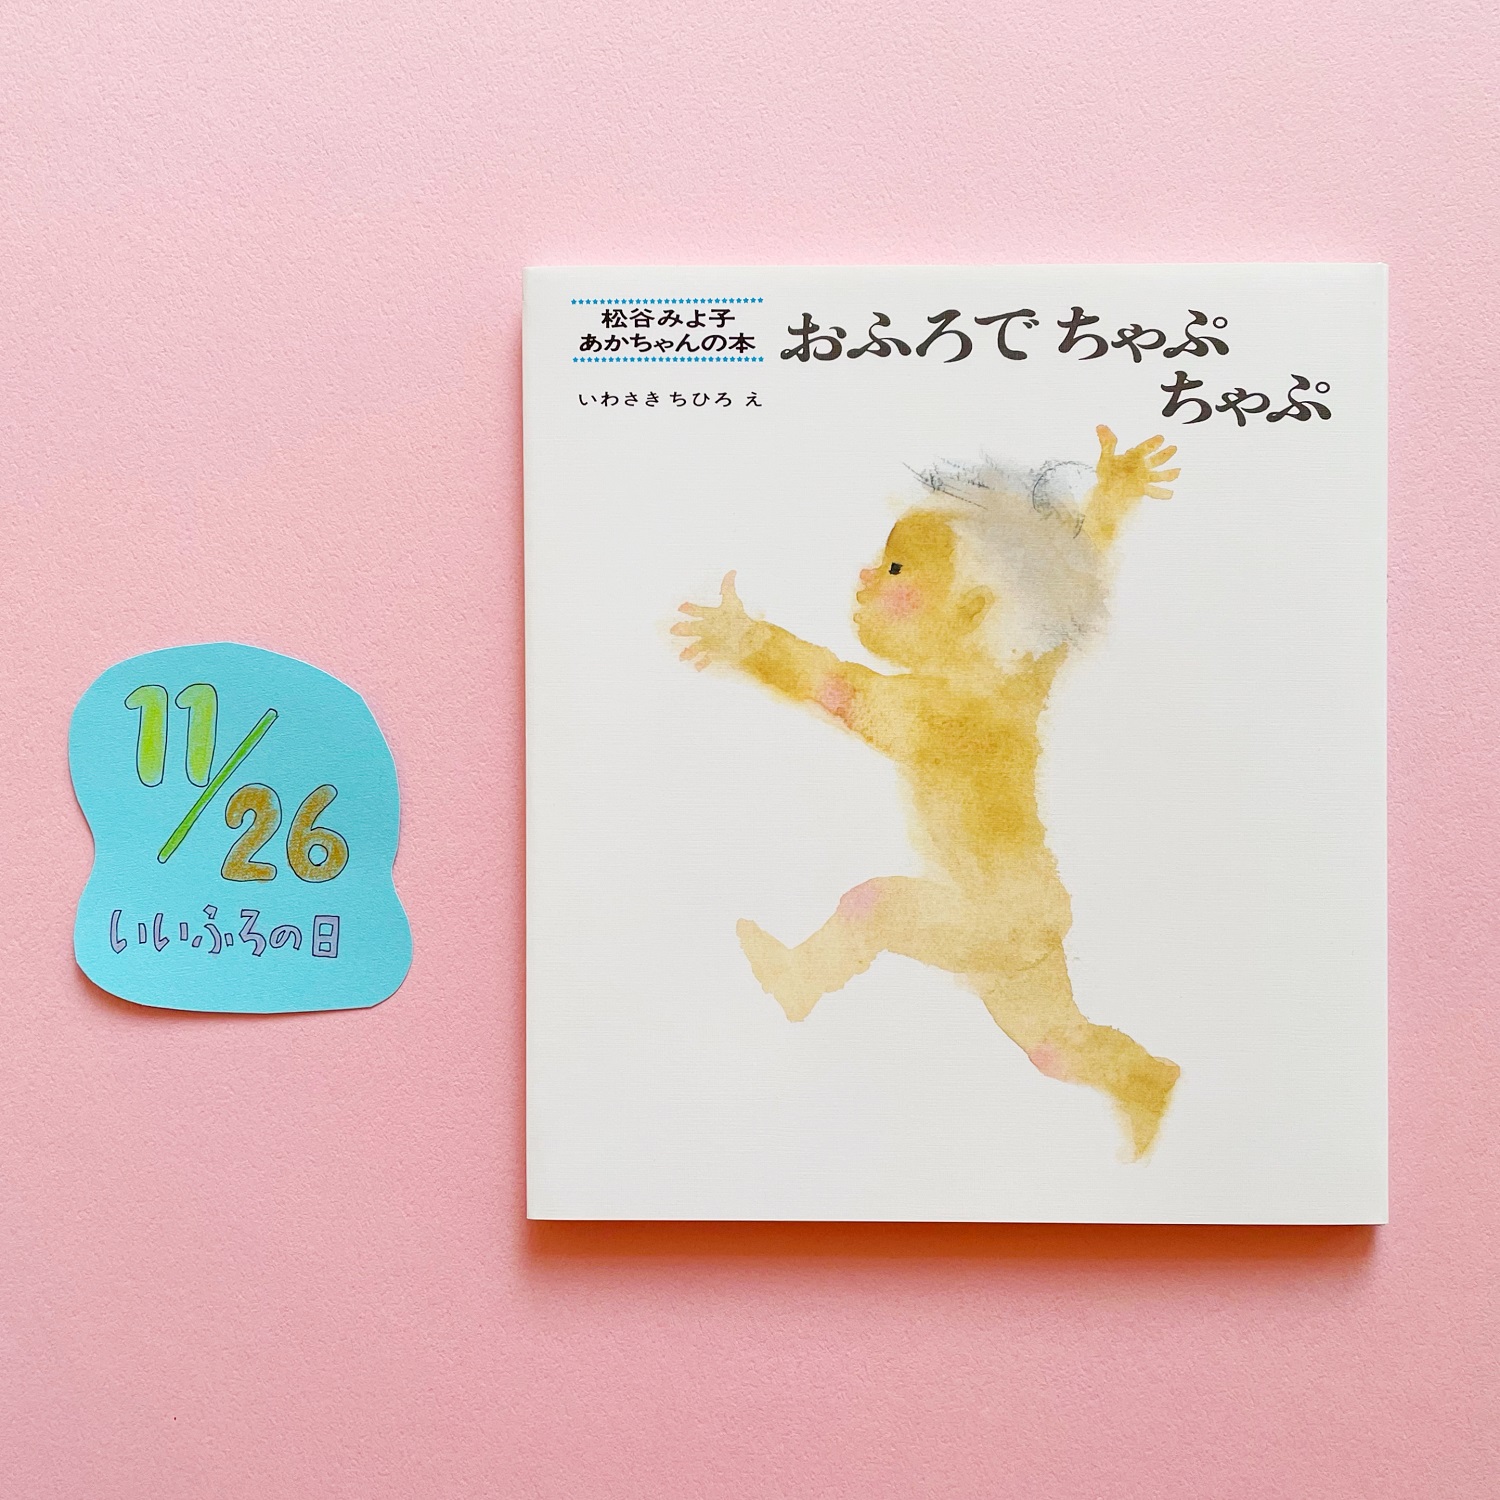 11/26
いいふろの日
松谷みよ子
あかちゃんの本
いわさきちひろ え
おふろで ちゃぷ
ちゃぷ